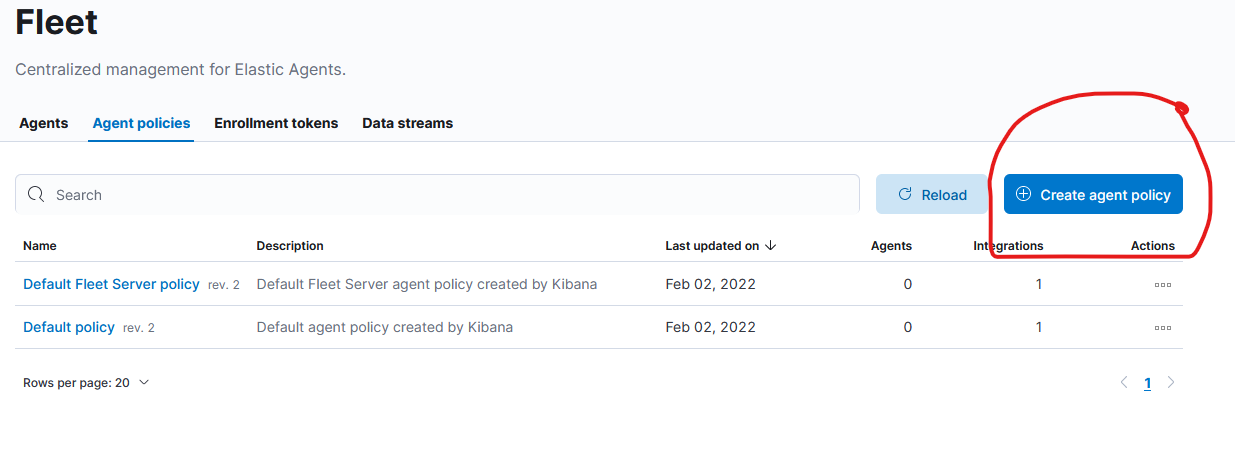 Fleet
Centralized management for Elastic Agents.
Agents Agent policies Enrollment tokens Data streams
Search Reload Create agent policy
Name Description Last updated on Agents Integrations Actions
Default Fleet Server policy rev. 2 Default Fleet Server agent policy created by Kibana Feb 02, 2022 0 1
Default policy rev. 2 Default agent policy created by Kibana Feb 02, 2022 0 1
Rows per page: 20 1